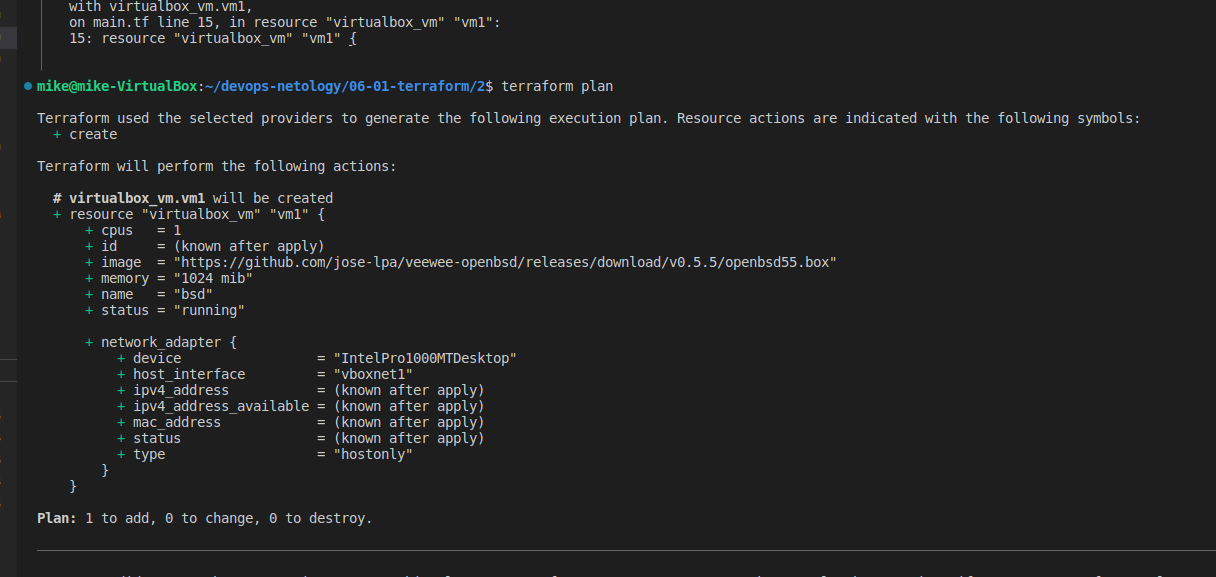 with virtualbox_vm.vm1,
on main.tf line 15, in resource "virtualbox_vm" "vm1":
15: resource "virtualbox_vm" "vm1" {
mike@mike-VirtualBox:~/devops-netology/06-01-terraform/2$ terraform plan
Terraform used the selected providers to generate the following execution plan. Resource actions are indicated with the following symbols:
+ create
Terraform will perform the following actions:
# virtualbox_vm.vm1 will be created
+ resource "virtualbox_vm" "vm1" {
+ cpus   = 1
+ id     = (known after apply)
+ image  = "https://github.com/jose-lpa/veewee-openbsd/releases/download/v0.5.5/openbsd55.box"
+ memory = "1024 mib"
+ name   = "bsd"
+ status = "running"
+ network_adapter {
+ device                 = "IntelPro1000MTDesktop"
+ host_interface         = "vboxnet1"
+ ipv4_address           = (known after apply)
+ ipv4_address_available = (known after apply)
+ mac_address            = (known after apply)
+ status                 = (known after apply)
+ type                   = "hostonly"
}
}
Plan: 1 to add, 0 to change, 0 to destroy.